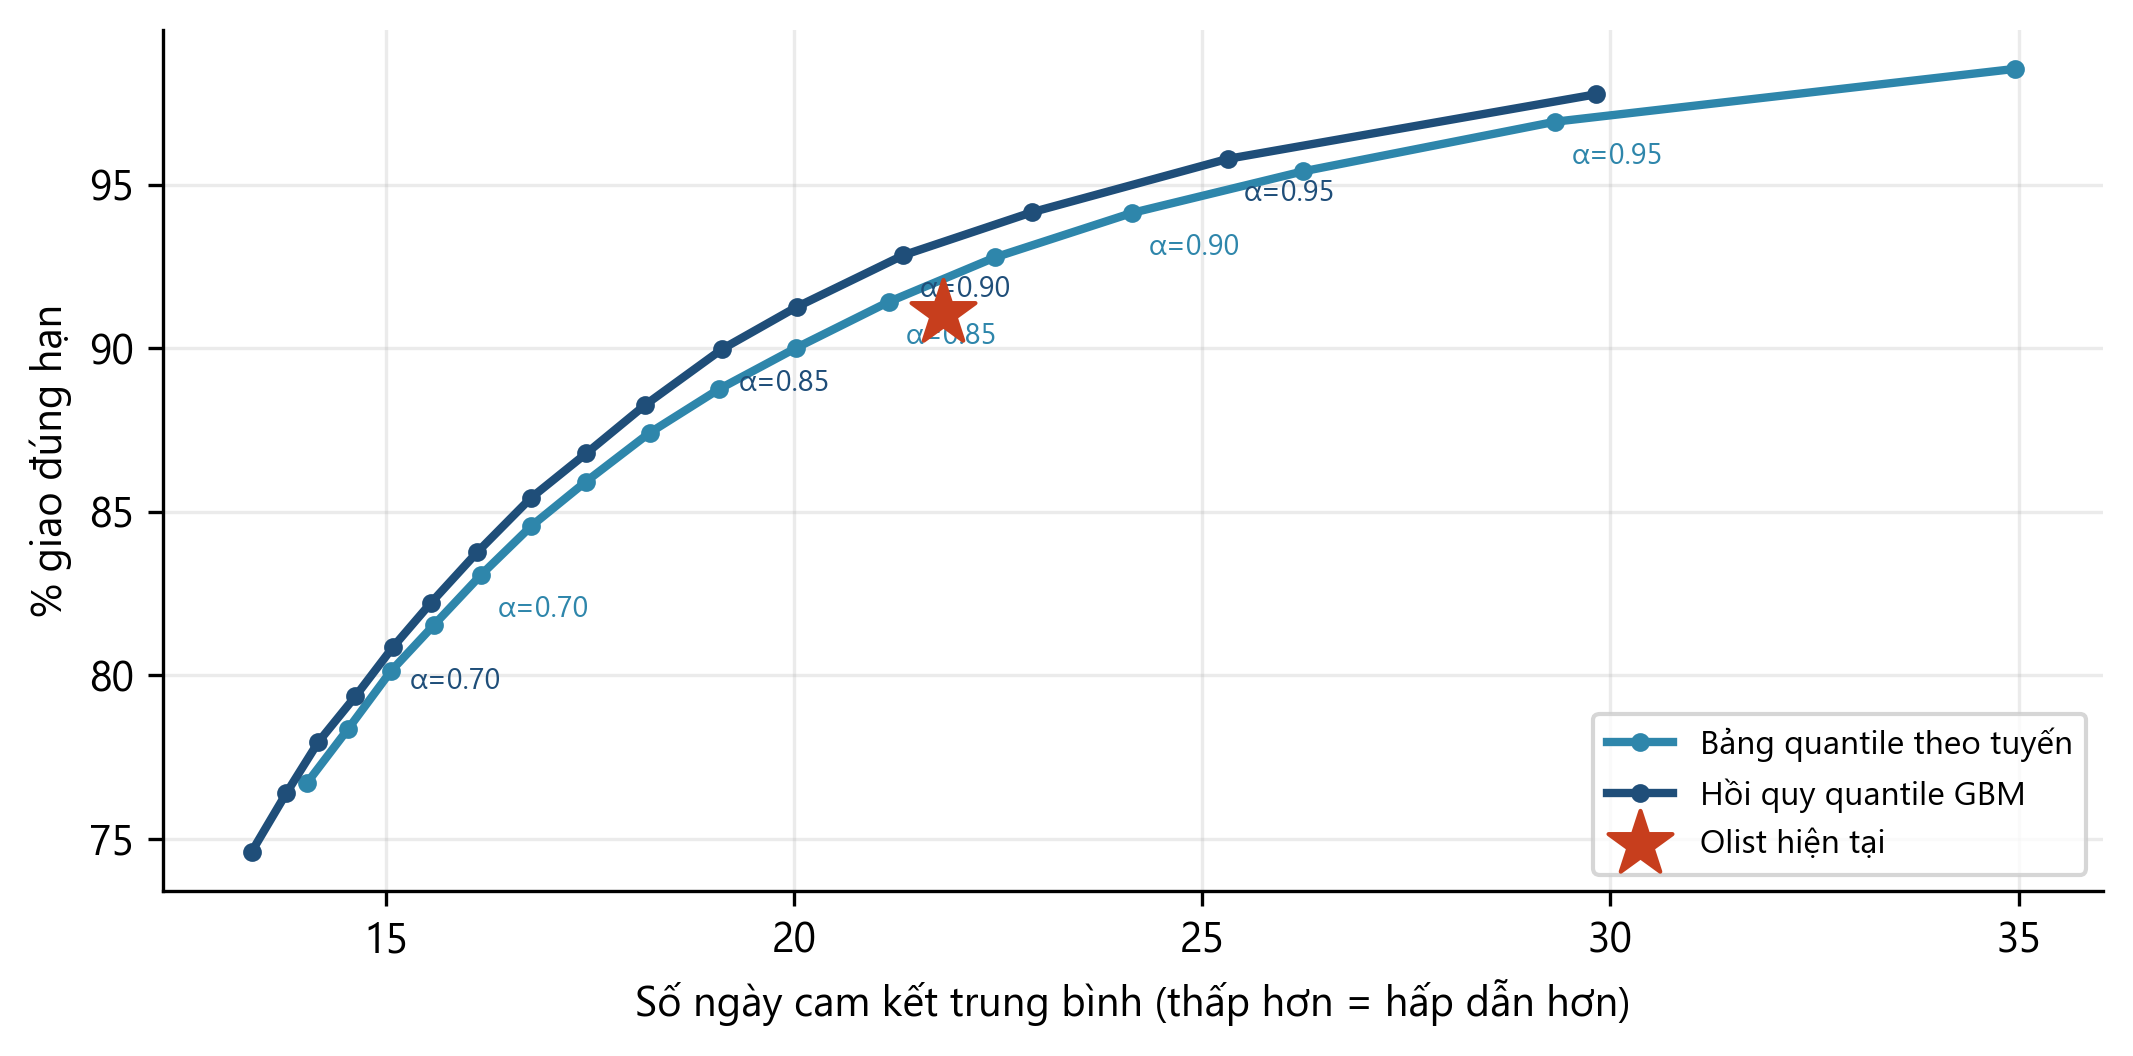 % giao đúng hạn
95
90
85
80
75
α=0.95
α=0.95
α=0.90
α=0.90
α=0.85
α=0.85
α=0.70
α=0.70
Bảng quantile theo tuyến
Hồi quy quantile GBM
Olist hiện tại
15 20 25 30 35
Số ngày cam kết trung bình (thấp hơn = hấp dẫn hơn)